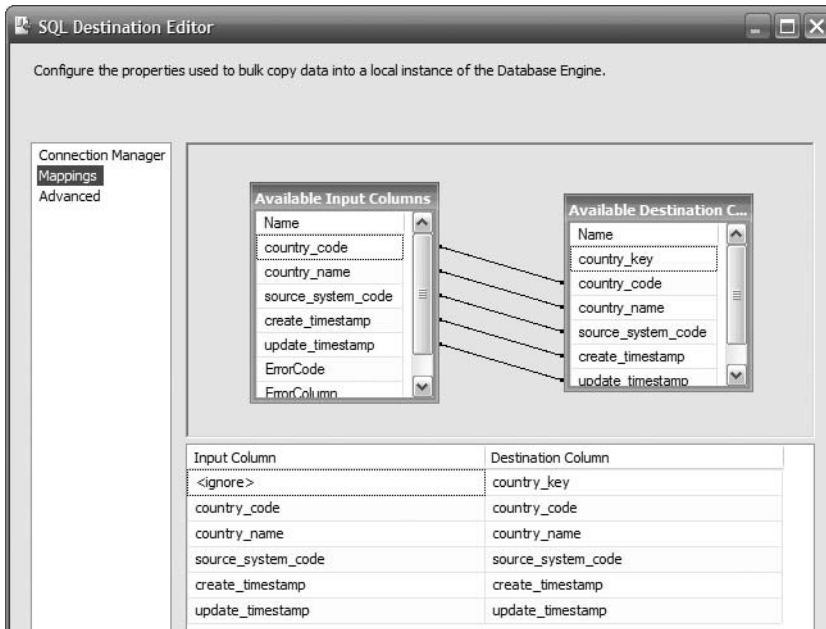 SQL Destination Editor
Configure the properties used to bulk copy data into a local instance of the Database Engine.
Connection Manager
Mappings
Advanced
Available Input Columns
Name
country_code
country_name
source_system_code
create_timestamp
update_timestamp
ErrorCode
ErrorColumn
Available Destination C...
Name
country_key
country_code
country_name
source_system_code
create_timestamp
update_timestamp
Input Column Destination Column
<ignore> country_key
country_code country_code
country_name country_name
source_system_code source_system_code
create_timestamp create_timestamp
update_timestamp update_timestamp